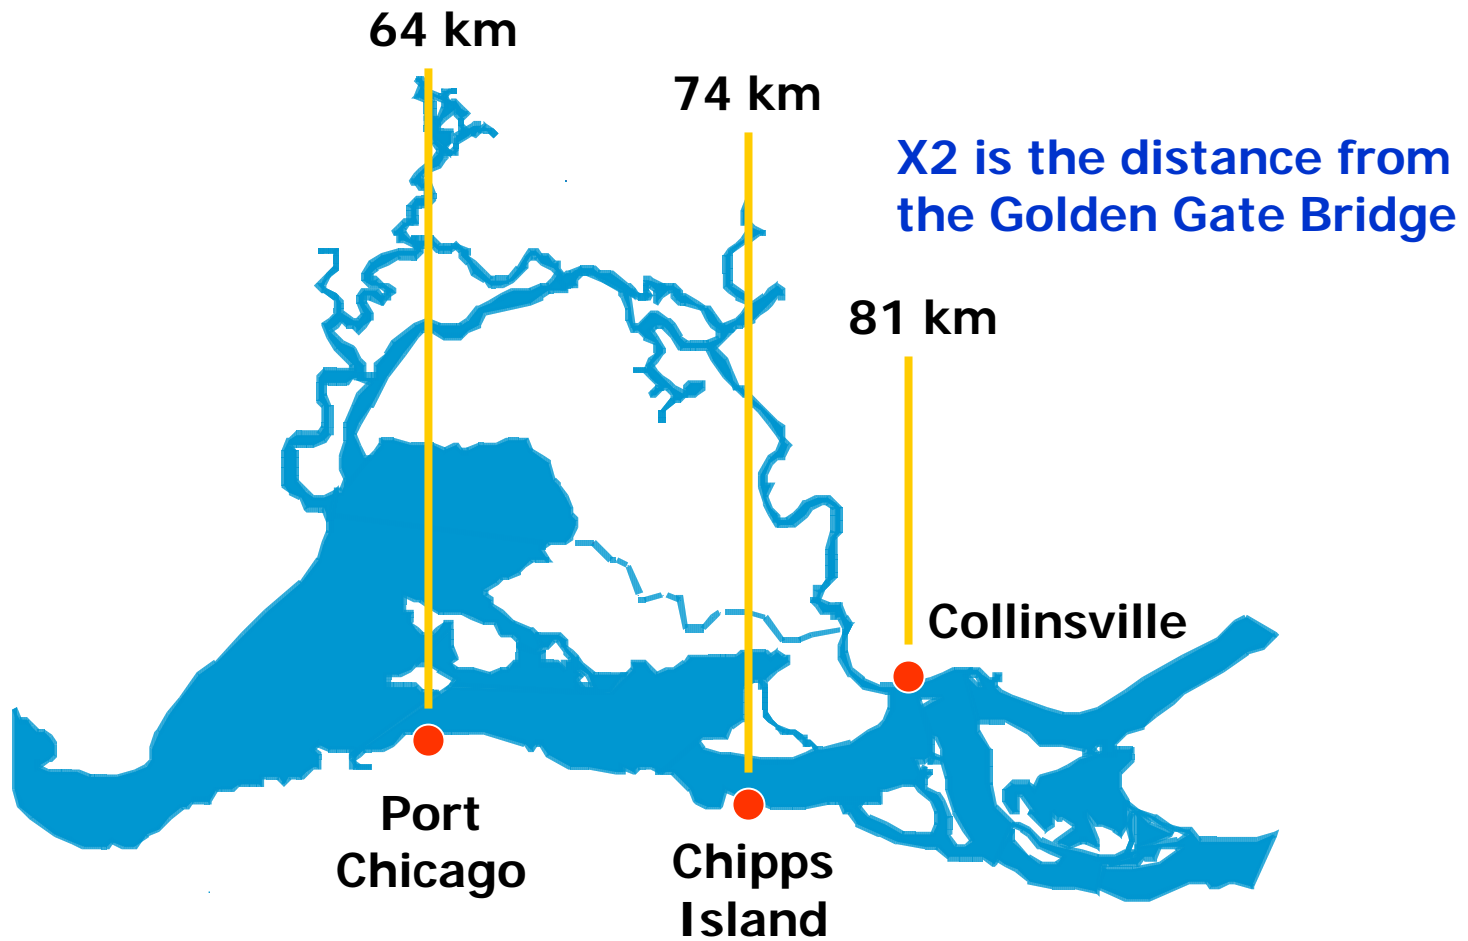 64 km
74 km
X2 is the distance from
the Golden Gate Bridge
81 km
Collinsville
Port
Chicago
Chipps
Island